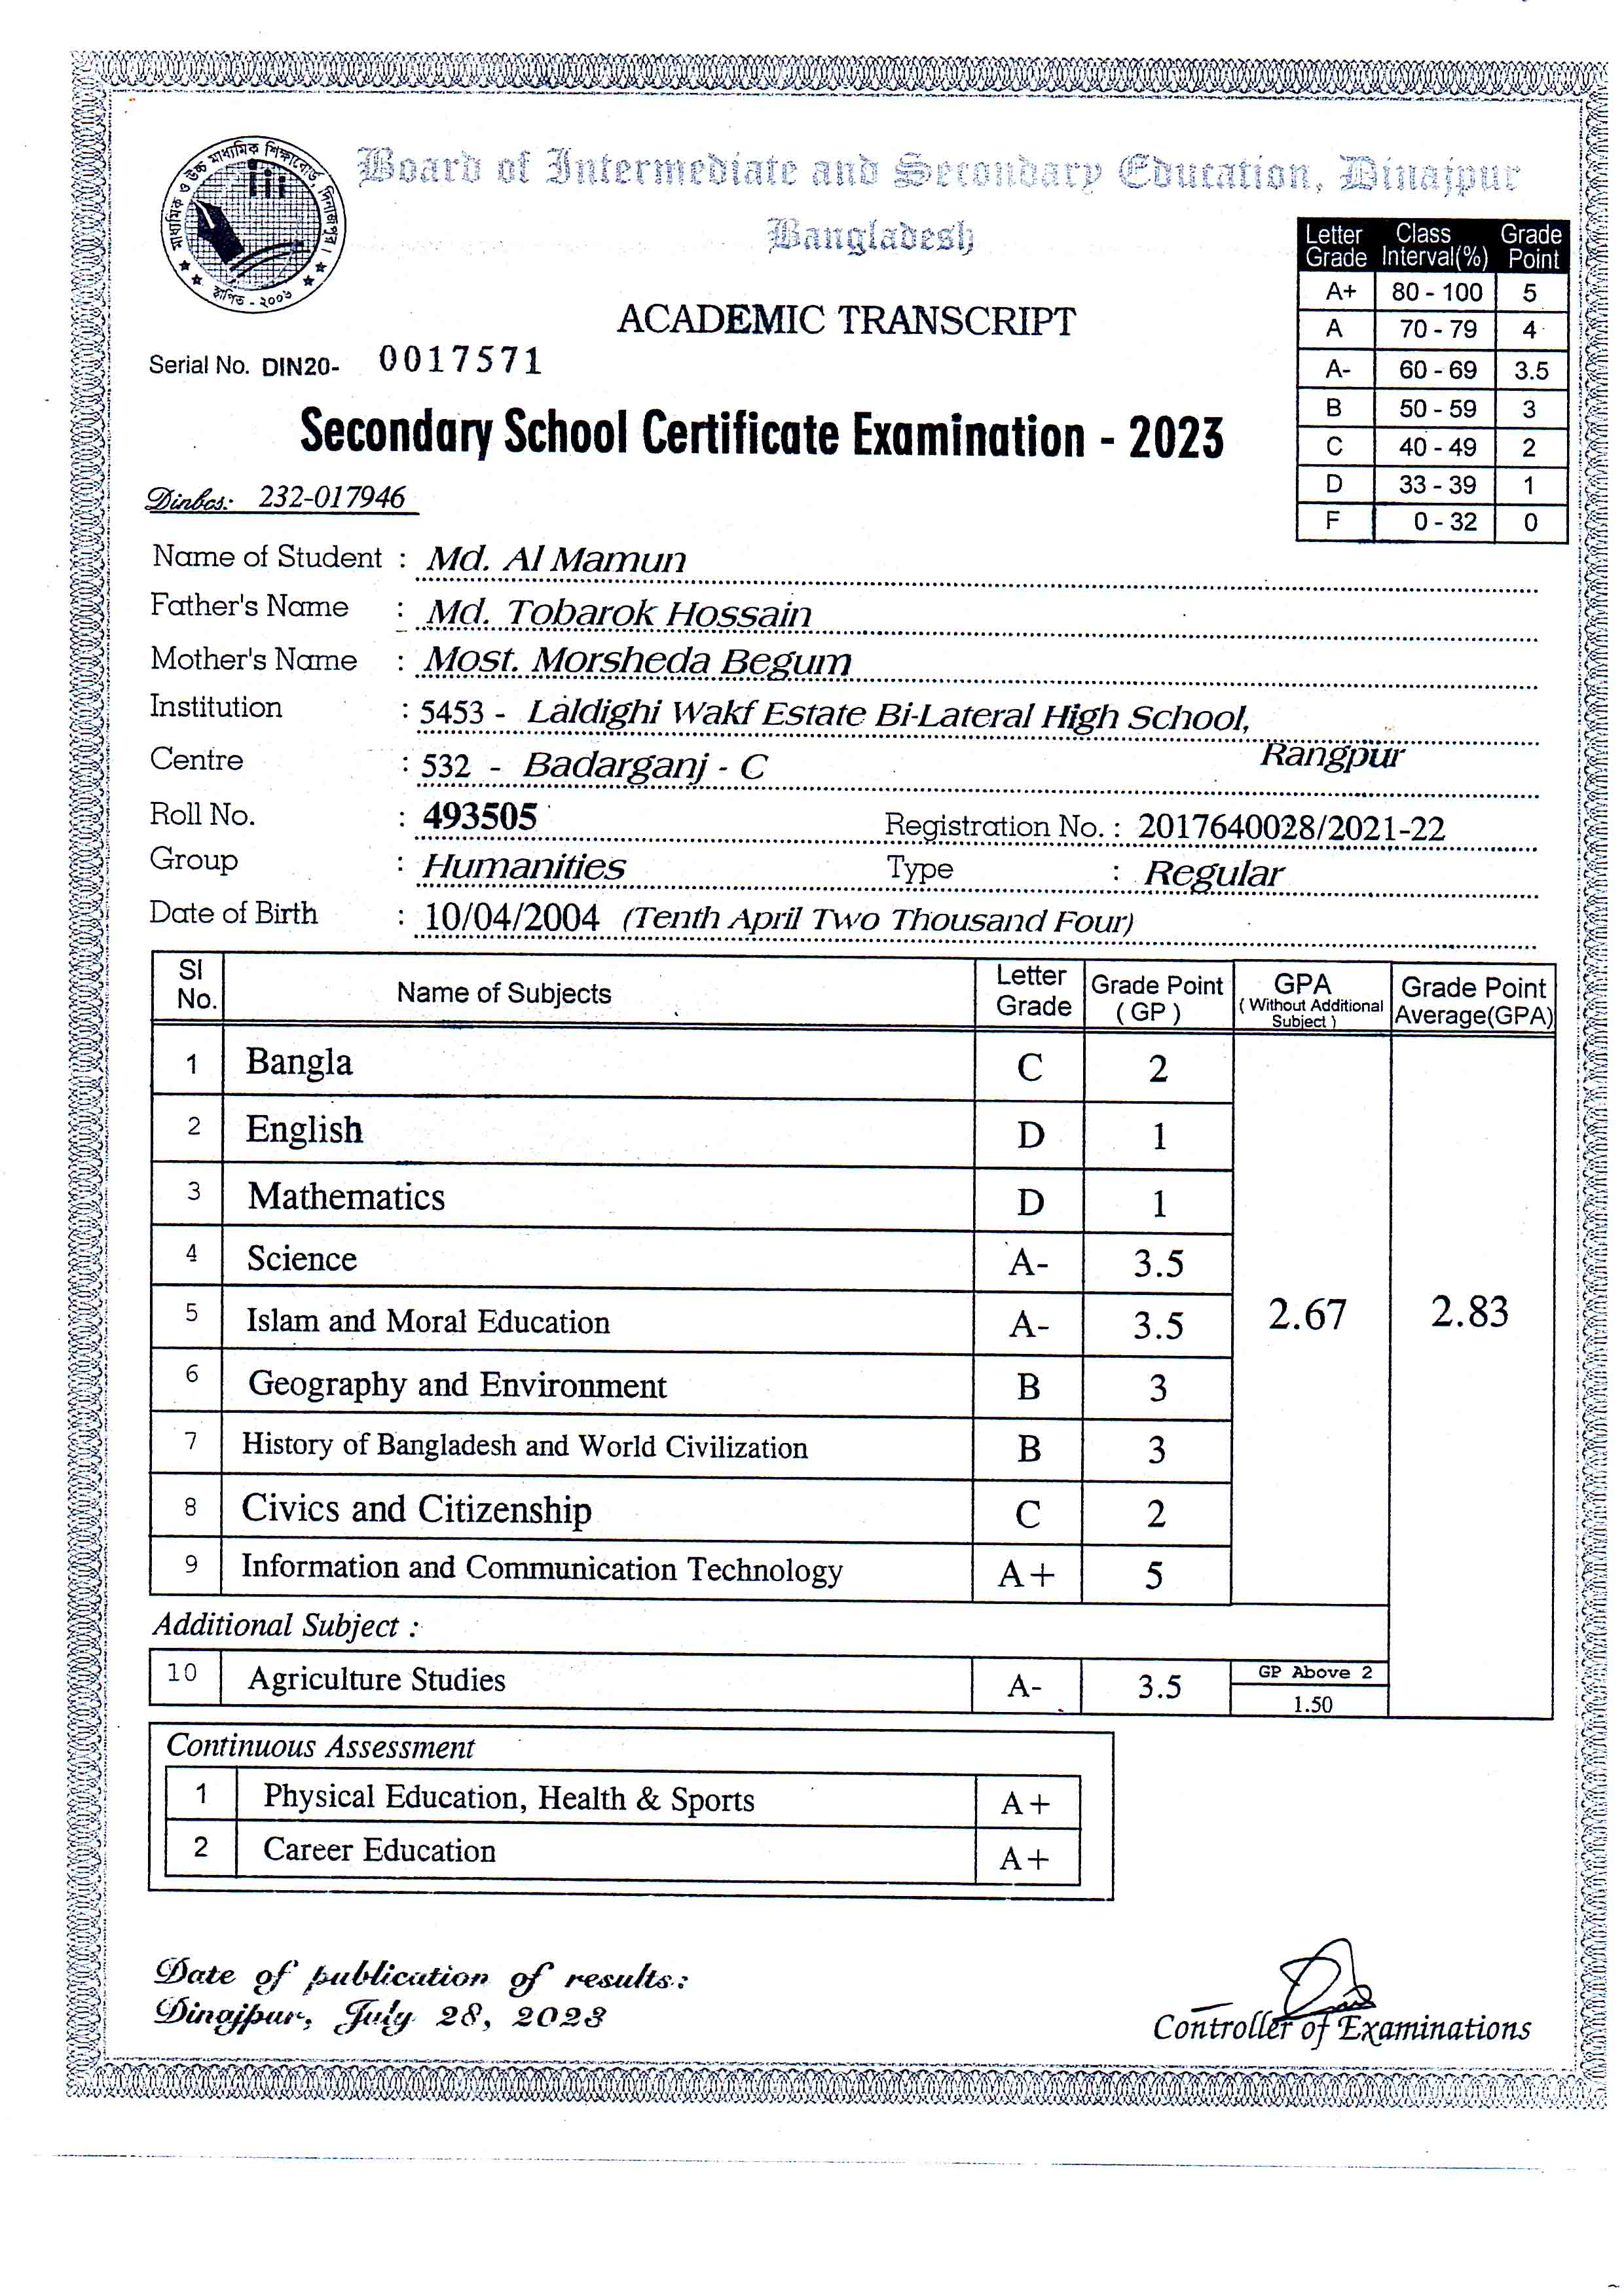 মাধ্যমিক ও উচ্চ মাধ্যমিক শিক্ষাবোর্ড, দিনাজপুর।
স্থাপিত - ২০০৬
Board of Intermediate and Secondary Education, Dinajpur
Bangladesh
ACADEMIC TRANSCRIPT
Serial No. DIN20- 0017571
Letter Grade Class Interval(%) Grade Point
A+ 80 - 100 5
A 70 - 79 4
A- 60 - 69 3.5
B 50 - 59 3
C 40 - 49 2
D 33 - 39 1
F 0 - 32 0
Secondary School Certificate Examination - 2023
Dinbcs: 232-017946
Name of Student : Md. Al Mamun
Father's Name : Md. Tobarok Hossain
Mother's Name : Most. Morsheda Begum
Institution : 5453 - Laldighi Wakf Estate Bi-Lateral High School,
Rangpur
Centre : 532 - Badarganj - C
Roll No. : 493505 Registration No. : 2017640028/2021-22
Group : Humanities Type : Regular
Date of Birth : 10/04/2004 (Tenth April Two Thousand Four)
Sl No. Name of Subjects Letter Grade Grade Point (GP) GPA (Without Additional Subject) Grade Point Average(GPA)
1 Bangla C 2
2 English D 1
3 Mathematics D 1
4 Science A- 3.5
5 Islam and Moral Education A- 3.5 2.67 2.83
6 Geography and Environment B 3
7 History of Bangladesh and World Civilization B 3
8 Civics and Citizenship C 2
9 Information and Communication Technology A+ 5
Additional Subject :
10 Agriculture Studies A- 3.5 GP Above 2
1.50
Continuous Assessment
1 Physical Education, Health & Sports A+
2 Career Education A+
Date of publication of results:
Dinajpur, July 28, 2023
Controller of Examinations